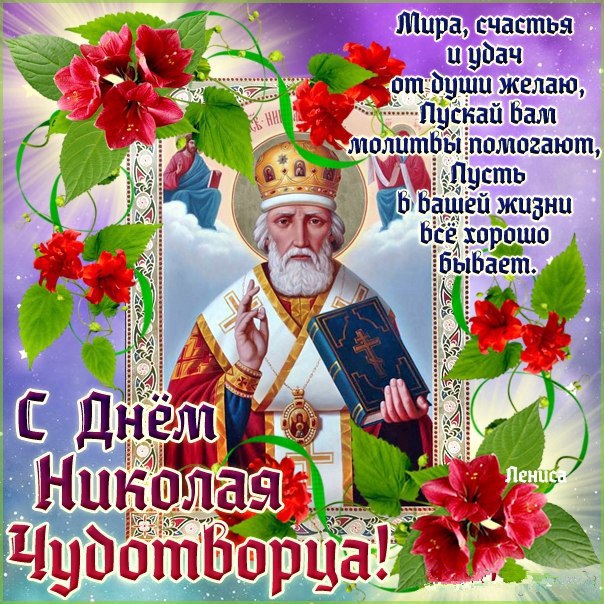 Мира, счастья
и удач
от души желаю,
Пускай вам
молитвы помогают,
Пусть
в вашей жизни
всё хорошо
бывает.
С Днём
Николая
Чудотворца!
Лениса